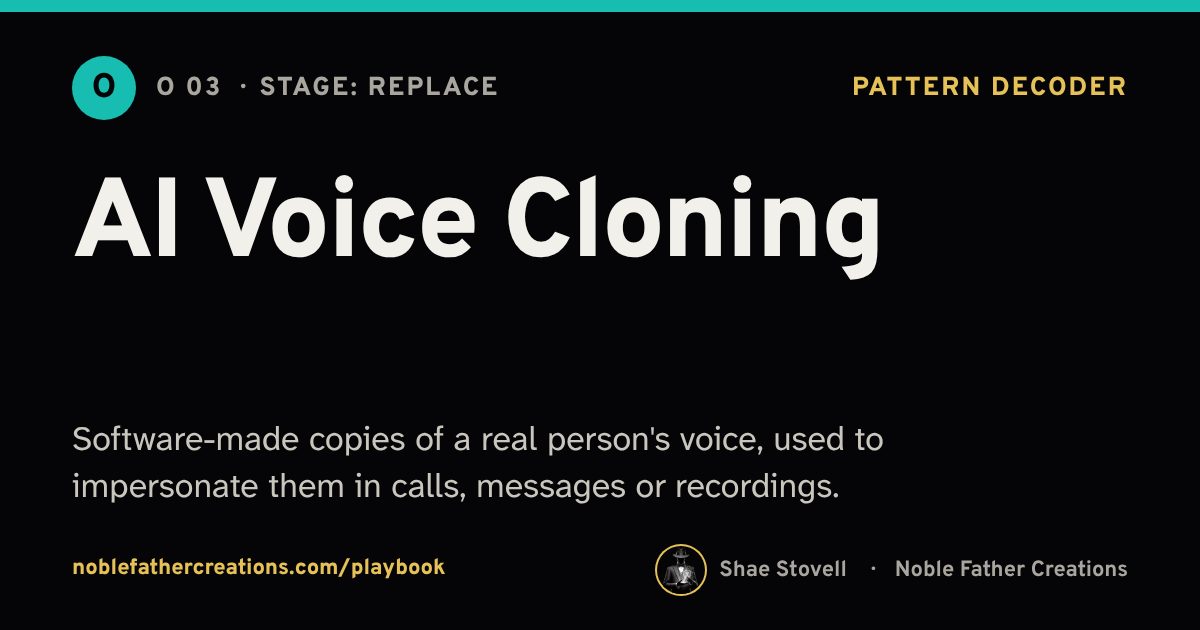 O
O 03 · STAGE: REPLACE
PATTERN DECODER
AI Voice Cloning
Software-made copies of a real person's voice, used to
impersonate them in calls, messages or recordings.
noblefathercreations.com/playbook
Shae Stovell · Noble Father Creations